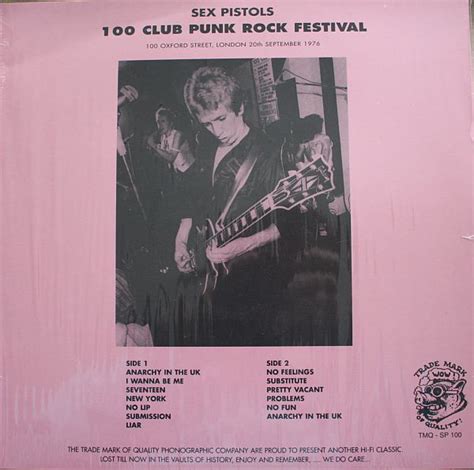 SEX PISTOLS
100 CLUB PUNK ROCK FESTIVAL
100 OXFORD STREET, LONDON 20th SEPTEMBER 1976
SIDE 1
ANARCHY IN THE UK
I WANNA BE ME
SEVENTEEN
NEW YORK
NO LIP
SUBMISSION
LIAR
SIDE 2
NO FEELINGS
SUBSTITUTE
PRETTY VACANT
PROBLEMS
NO FUN
ANARCHY IN THE UK
TRADE MARK
WOW
OF QUALITY!
TMQ - SP 100
THE TRADE MARK OF QUALITY PHONOGRAPHIC COMPANY ARE PROUD TO PRESENT ANOTHER HI-FI CLASSIC
LOST TILL NOW IN THE VAULTS OF HISTORY, ENJOY AND REMEMBER, ..... WE DO CARE...